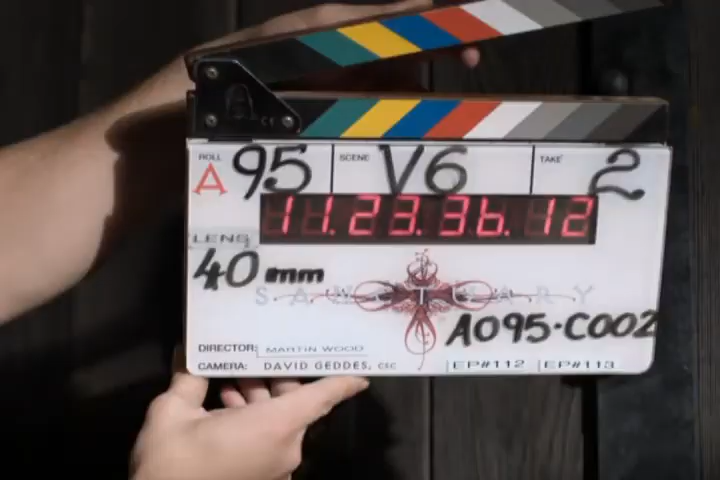 ROLL A 95 SCENE V6 TAKE 2
11.23.36.12
LENS
40 mm
SANCTUARY
A095·C002
DIRECTOR: MARTIN WOOD
CAMERA: DAVID GEDDES, CSC EP#112 EP#113